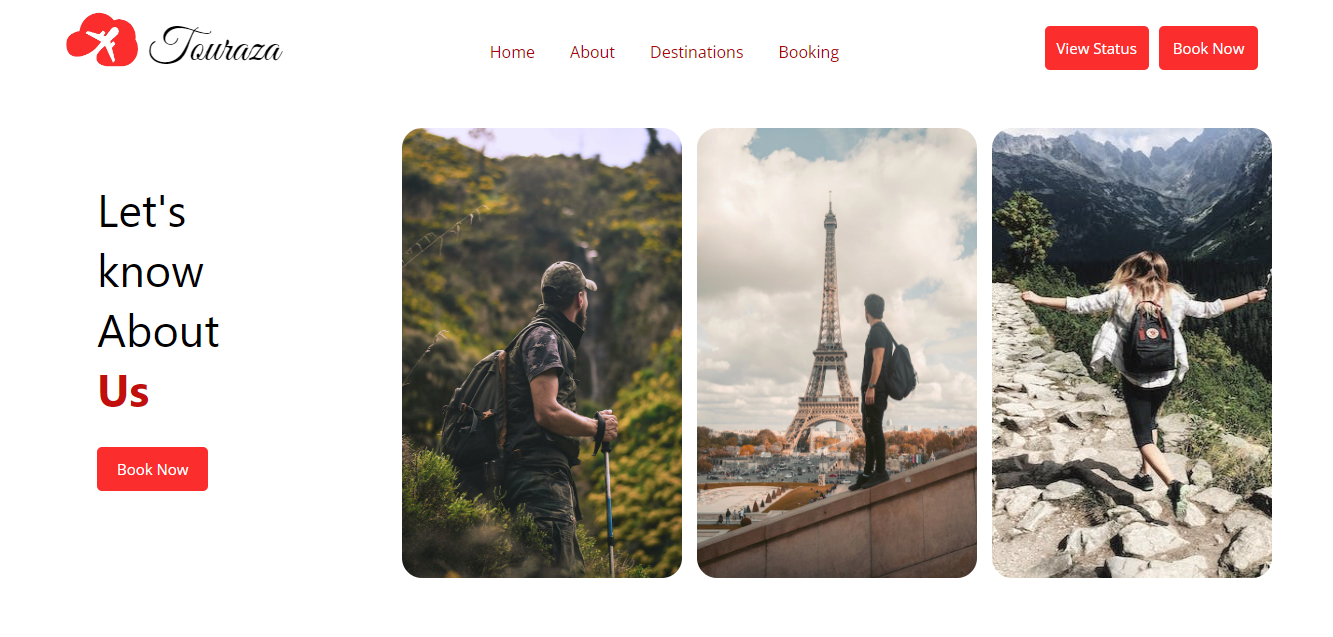 Touraza
Home About Destinations Booking
View Status Book Now
Let's
know
About
Us
Book Now